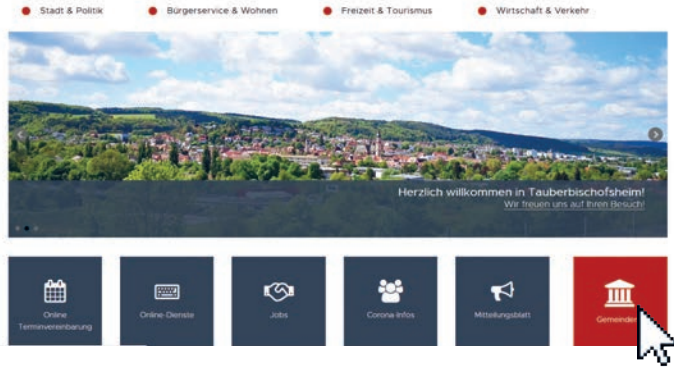 Stadt & Politik
Bürgerservice & Wohnen
Freizeit & Tourismus
Wirtschaft & Verkehr
Herzlich willkommen in Tauberbischofsheim!
Wir freuen uns auf Ihren Besuch!
Online
Terminvereinbarung
Online-Dienste
Jobs
Corona-Infos
Mitteilungsblatt